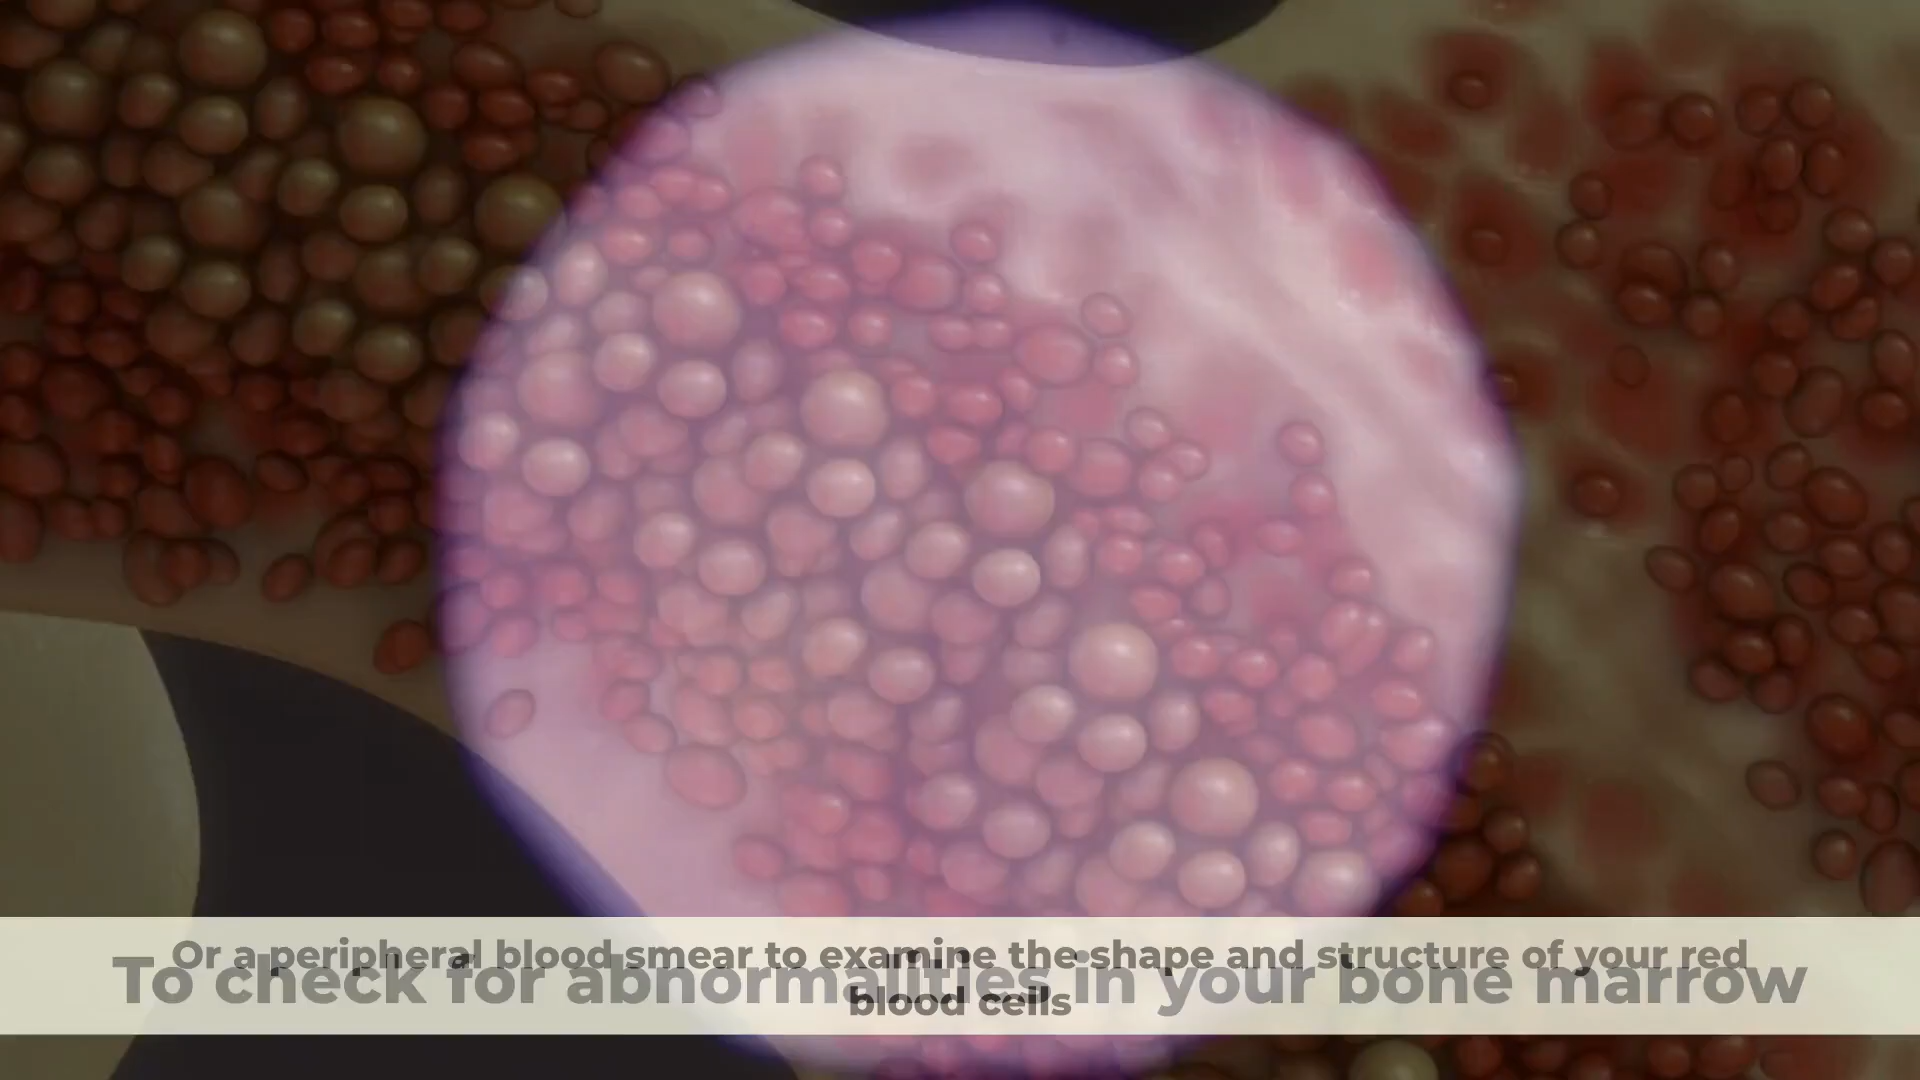 Or a peripheral blood smear to examine the shape and structure of your red
blood cells
To check for abnormalities in your bone marrow